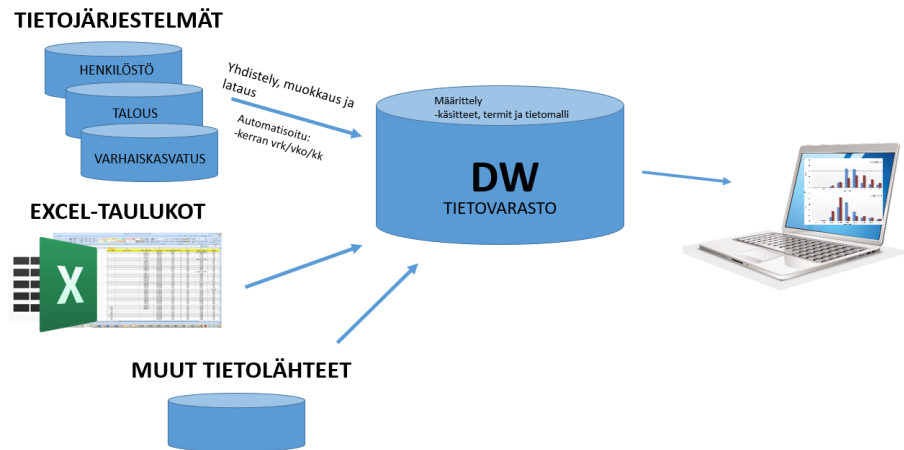 TIETOJÄRJESTELMÄT
HENKILÖSTÖ
TALOUS
VARHAISKASVATUS
Yhdistely, muokkaus ja
lataus
Automatisoitu:
-kerran vrk/vko/kk
Määrittely
-käsitteet, termit ja tietomalli
DW
TIETOVARASTO
EXCEL-TAULUKOT
X
MUUT TIETOLÄHTEET